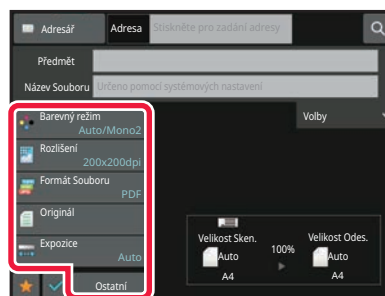 Adresář
Adresa
Stiskněte pro zadání adresy
Předmět
Název Souboru
Určeno pomocí systémových nastavení
Barevný režim
Auto/Mono2
Volby
Rozlišení
200x200dpi
Formát Souboru
PDF
Originál
Expozice
Auto
Velikost Sken.
Auto
A4
100%
Velikost Odes.
Auto
A4
Ostatní